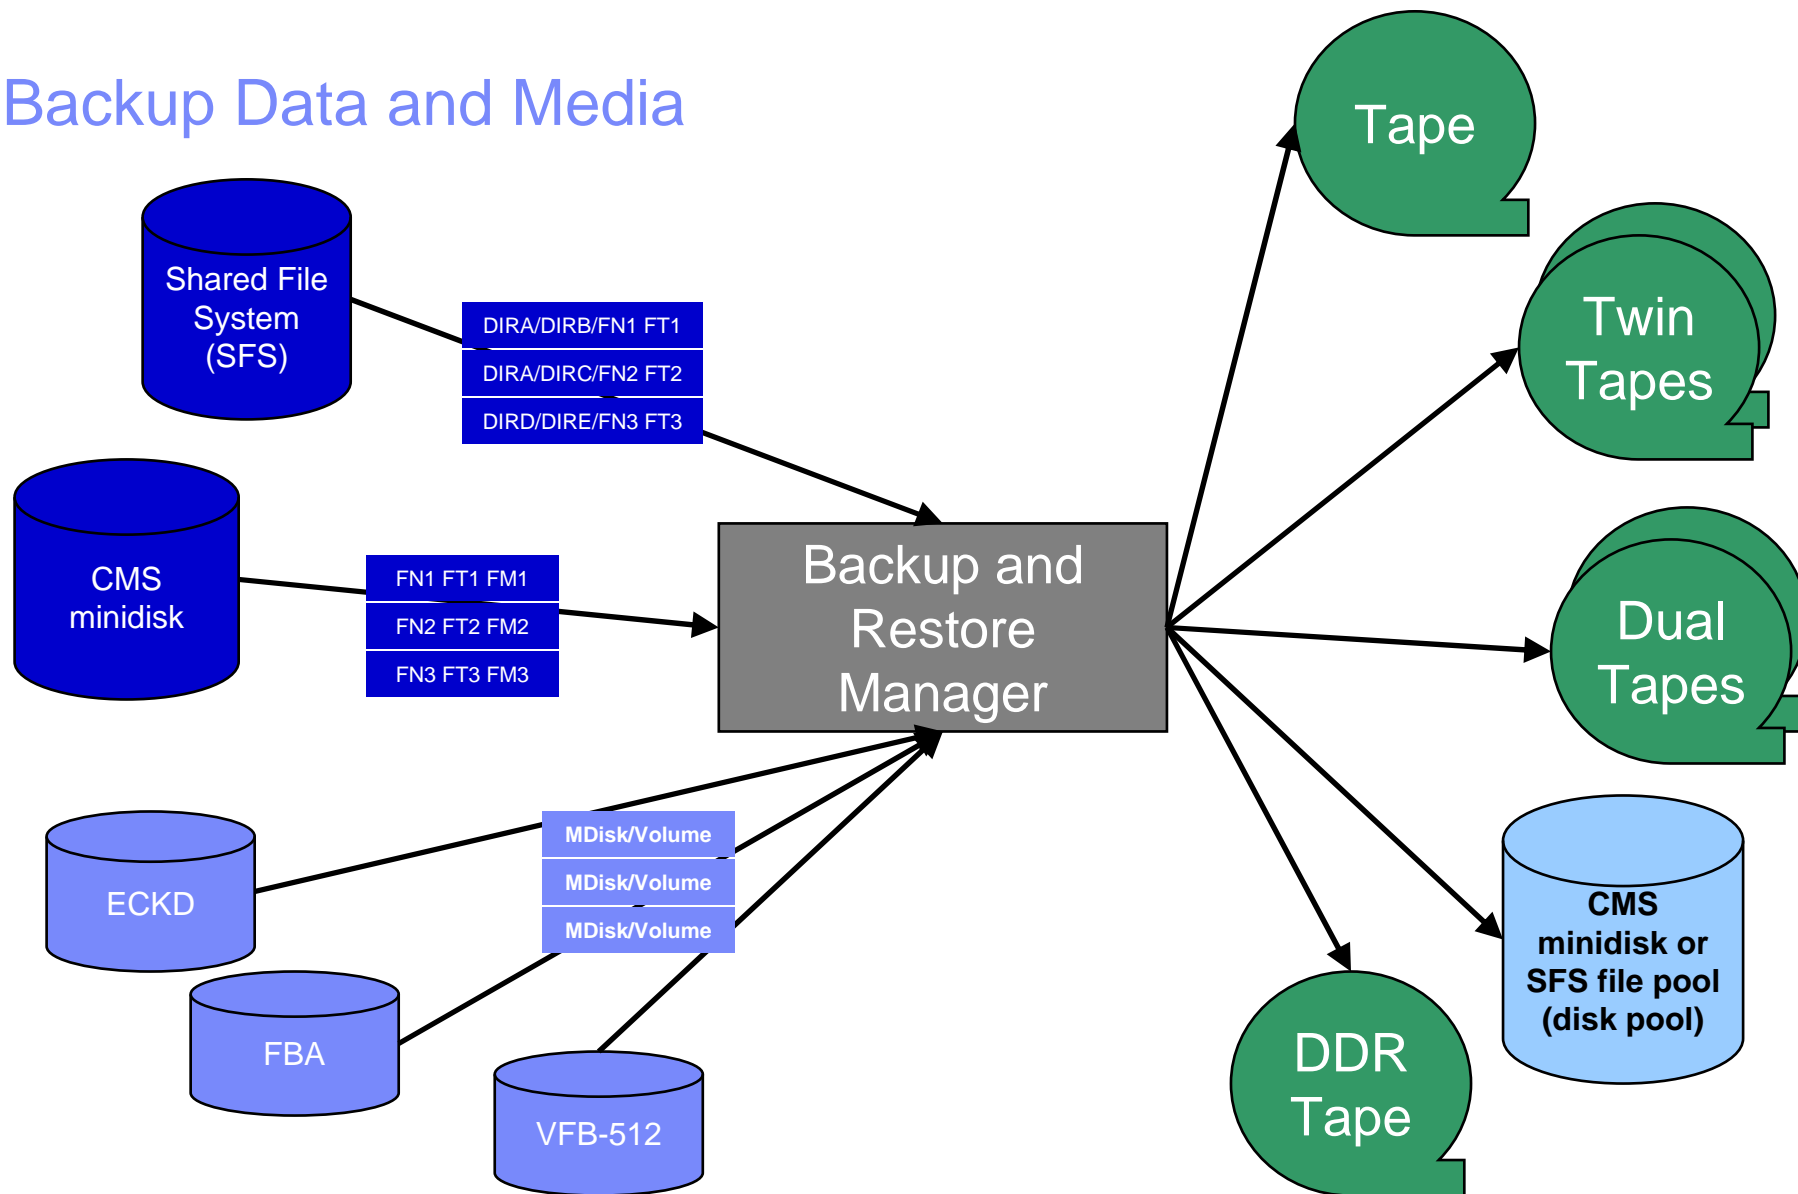 Backup Data and Media
Tape
Shared File
System
(SFS)
DIRA/DIRB/FN1 FT1
DIRA/DIRC/FN2 FT2
DIRD/DIRE/FN3 FT3
Twin
Tapes
CMS
minidisk
FN1 FT1 FM1
FN2 FT2 FM2
FN3 FT3 FM3
Backup and
Restore
Manager
Dual
Tapes
ECKD
FBA
VFB-512
MDisk/Volume
MDisk/Volume
MDisk/Volume
CMS
minidisk or
SFS file pool
(disk pool)
DDR
Tape